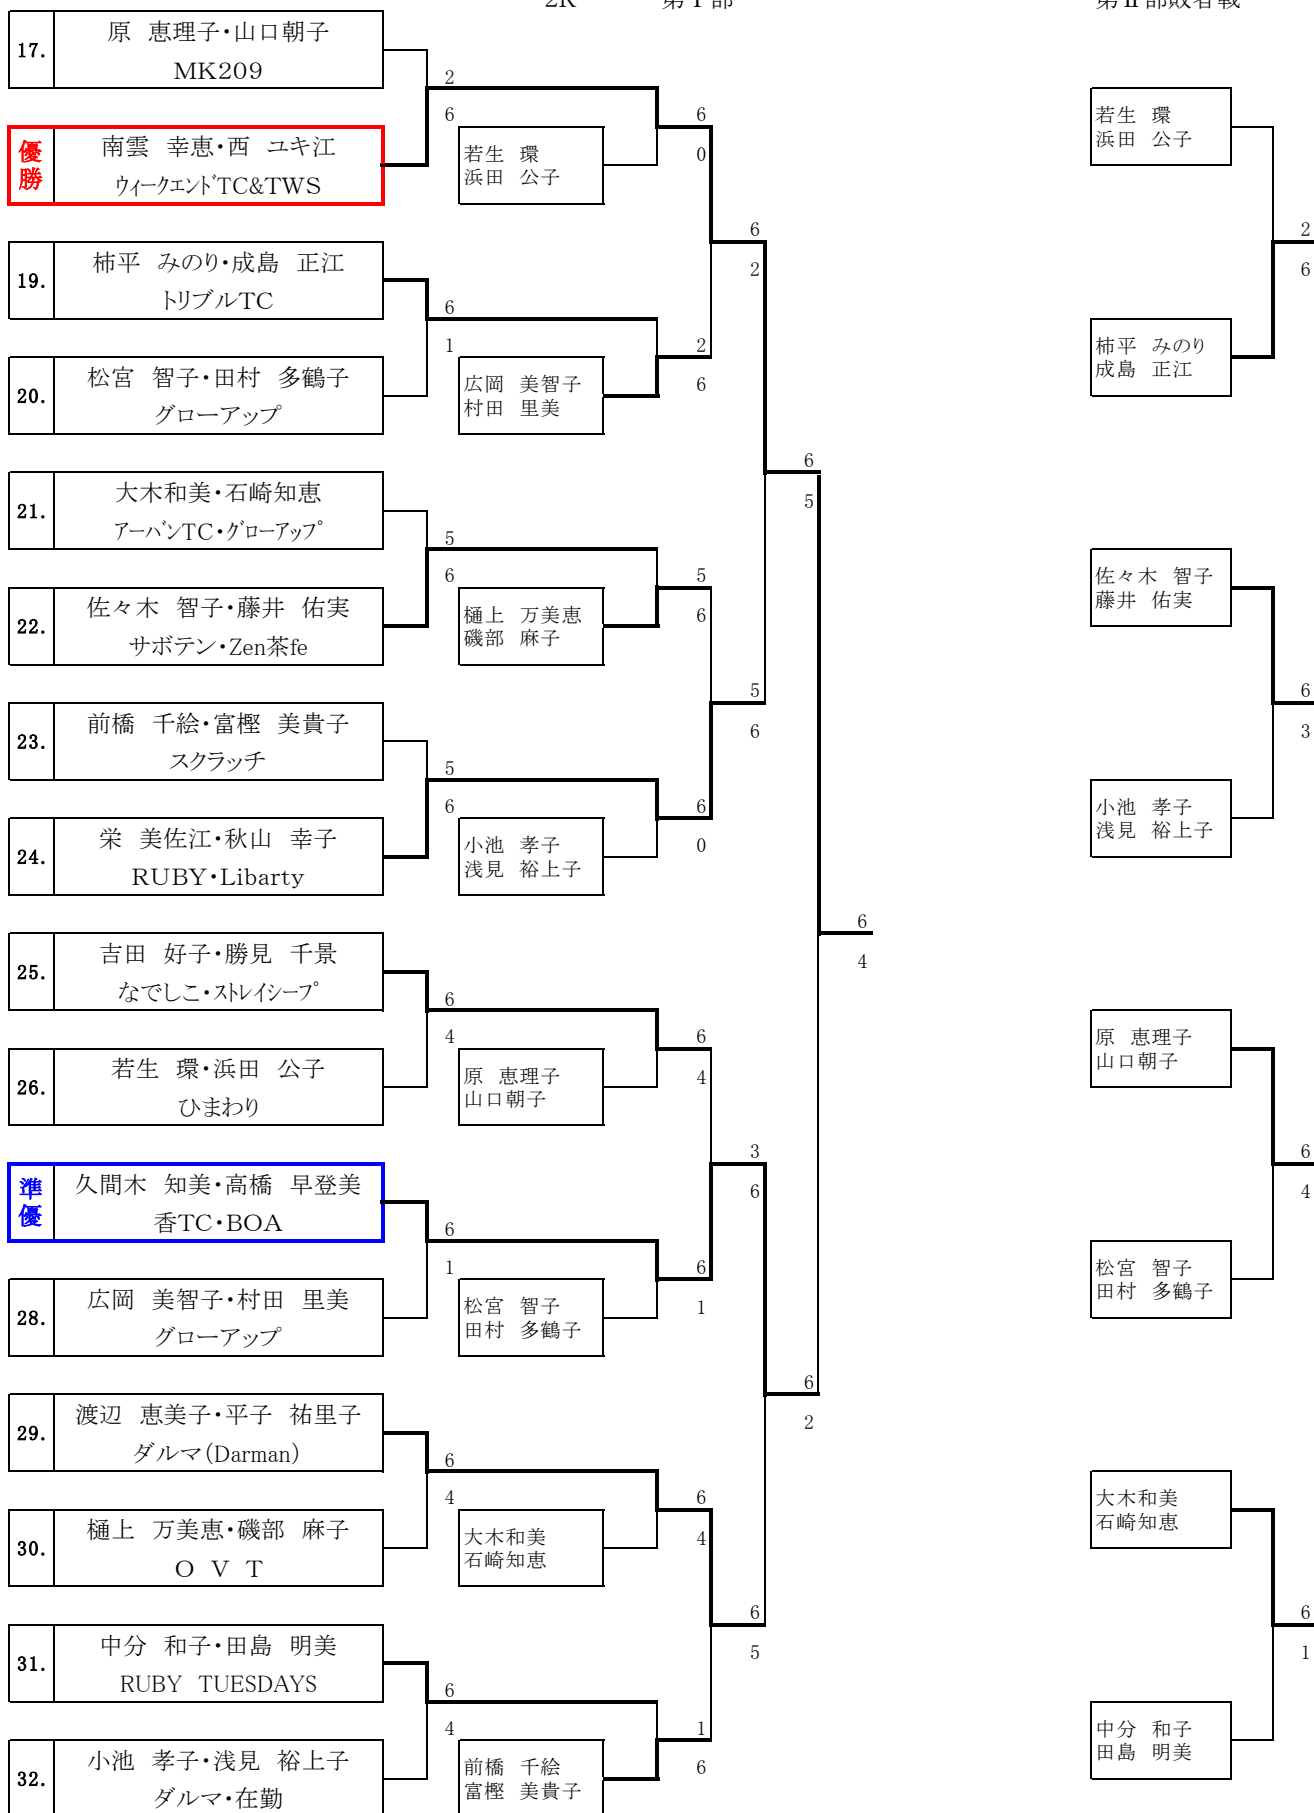 2R 第Ⅰ部
第Ⅱ部敗者戦
17.
原 恵理子・山口朝子
MK209
優勝
南雲 幸恵・西 ユキ江
ウィークエンドTC&TWS
19.
柿平 みのり・成島 正江
トリプルTC
20.
松宮 智子・田村 多鶴子
グローアップ
21.
大木和美・石崎知恵
アーバンTC・グローアップ
22.
佐々木 智子・藤井 佑実
サボテン・Zen茶fe
23.
前橋 千絵・富樫 美貴子
スクラッチ
24.
栄 美佐江・秋山 幸子
RUBY・Libarty
25.
吉田 好子・勝見 千景
なでしこ・ストレイシープ
26.
若生 環・浜田 公子
ひまわり
準優
久間木 知美・高橋 早登美
香TC・BOA
28.
広岡 美智子・村田 里美
グローアップ
29.
渡辺 恵美子・平子 祐里子
ダルマ(Darman)
30.
樋上 万美恵・磯部 麻子
O V T
31.
中分 和子・田島 明美
RUBY TUESDAYS
32.
小池 孝子・浅見 裕上子
ダルマ・在勤
2
6
6
1
5
6
5
6
6
4
6
1
6
4
6
4
若生 環
浜田 公子
広岡 美智子
村田 里美
樋上 万美恵
磯部 麻子
小池 孝子
浅見 裕上子
原 恵理子
山口朝子
松宮 智子
田村 多鶴子
大木和美
石崎知恵
前橋 千絵
富樫 美貴子
6
0
2
6
5
6
6
0
6
4
6
1
6
4
1
6
6
2
5
6
3
6
6
5
6
5
6
2
6
4
若生 環
浜田 公子
柿平 みのり
成島 正江
佐々木 智子
藤井 佑実
小池 孝子
浅見 裕上子
原 恵理子
山口朝子
松宮 智子
田村 多鶴子
大木和美
石崎知恵
中分 和子
田島 明美
2
6
6
3
6
4
6
1